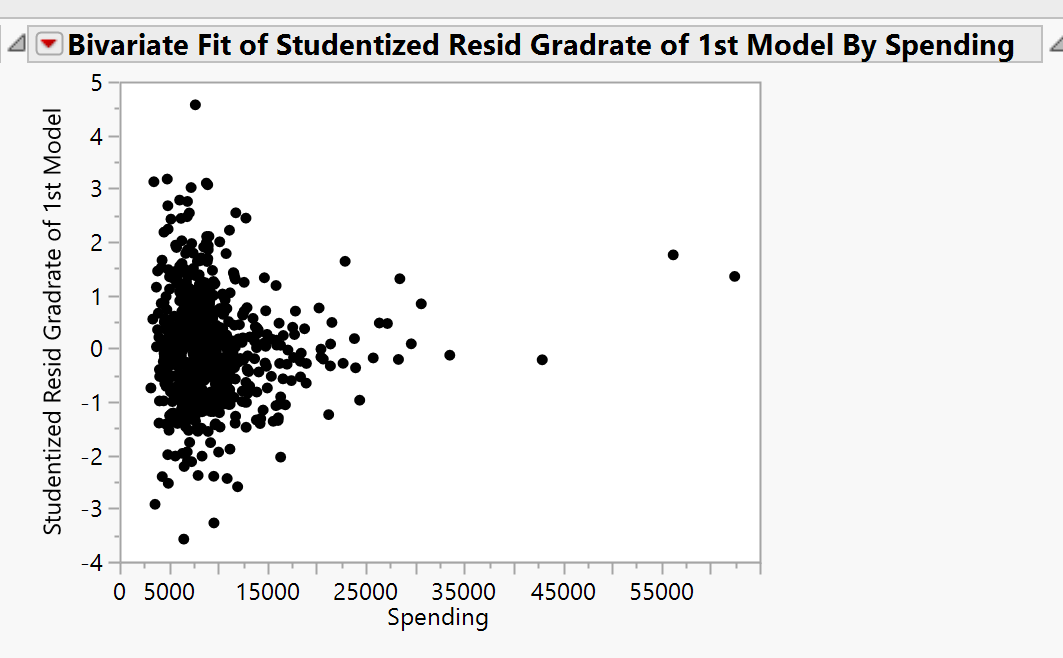 Bivariate Fit of Studentized Resid Gradrate of 1st Model By Spending
Studentized Resid Gradrate of 1st Model
5
4
3
2
1
0
-1
-2
-3
-4
0 5000 15000 25000 35000 45000 55000
Spending